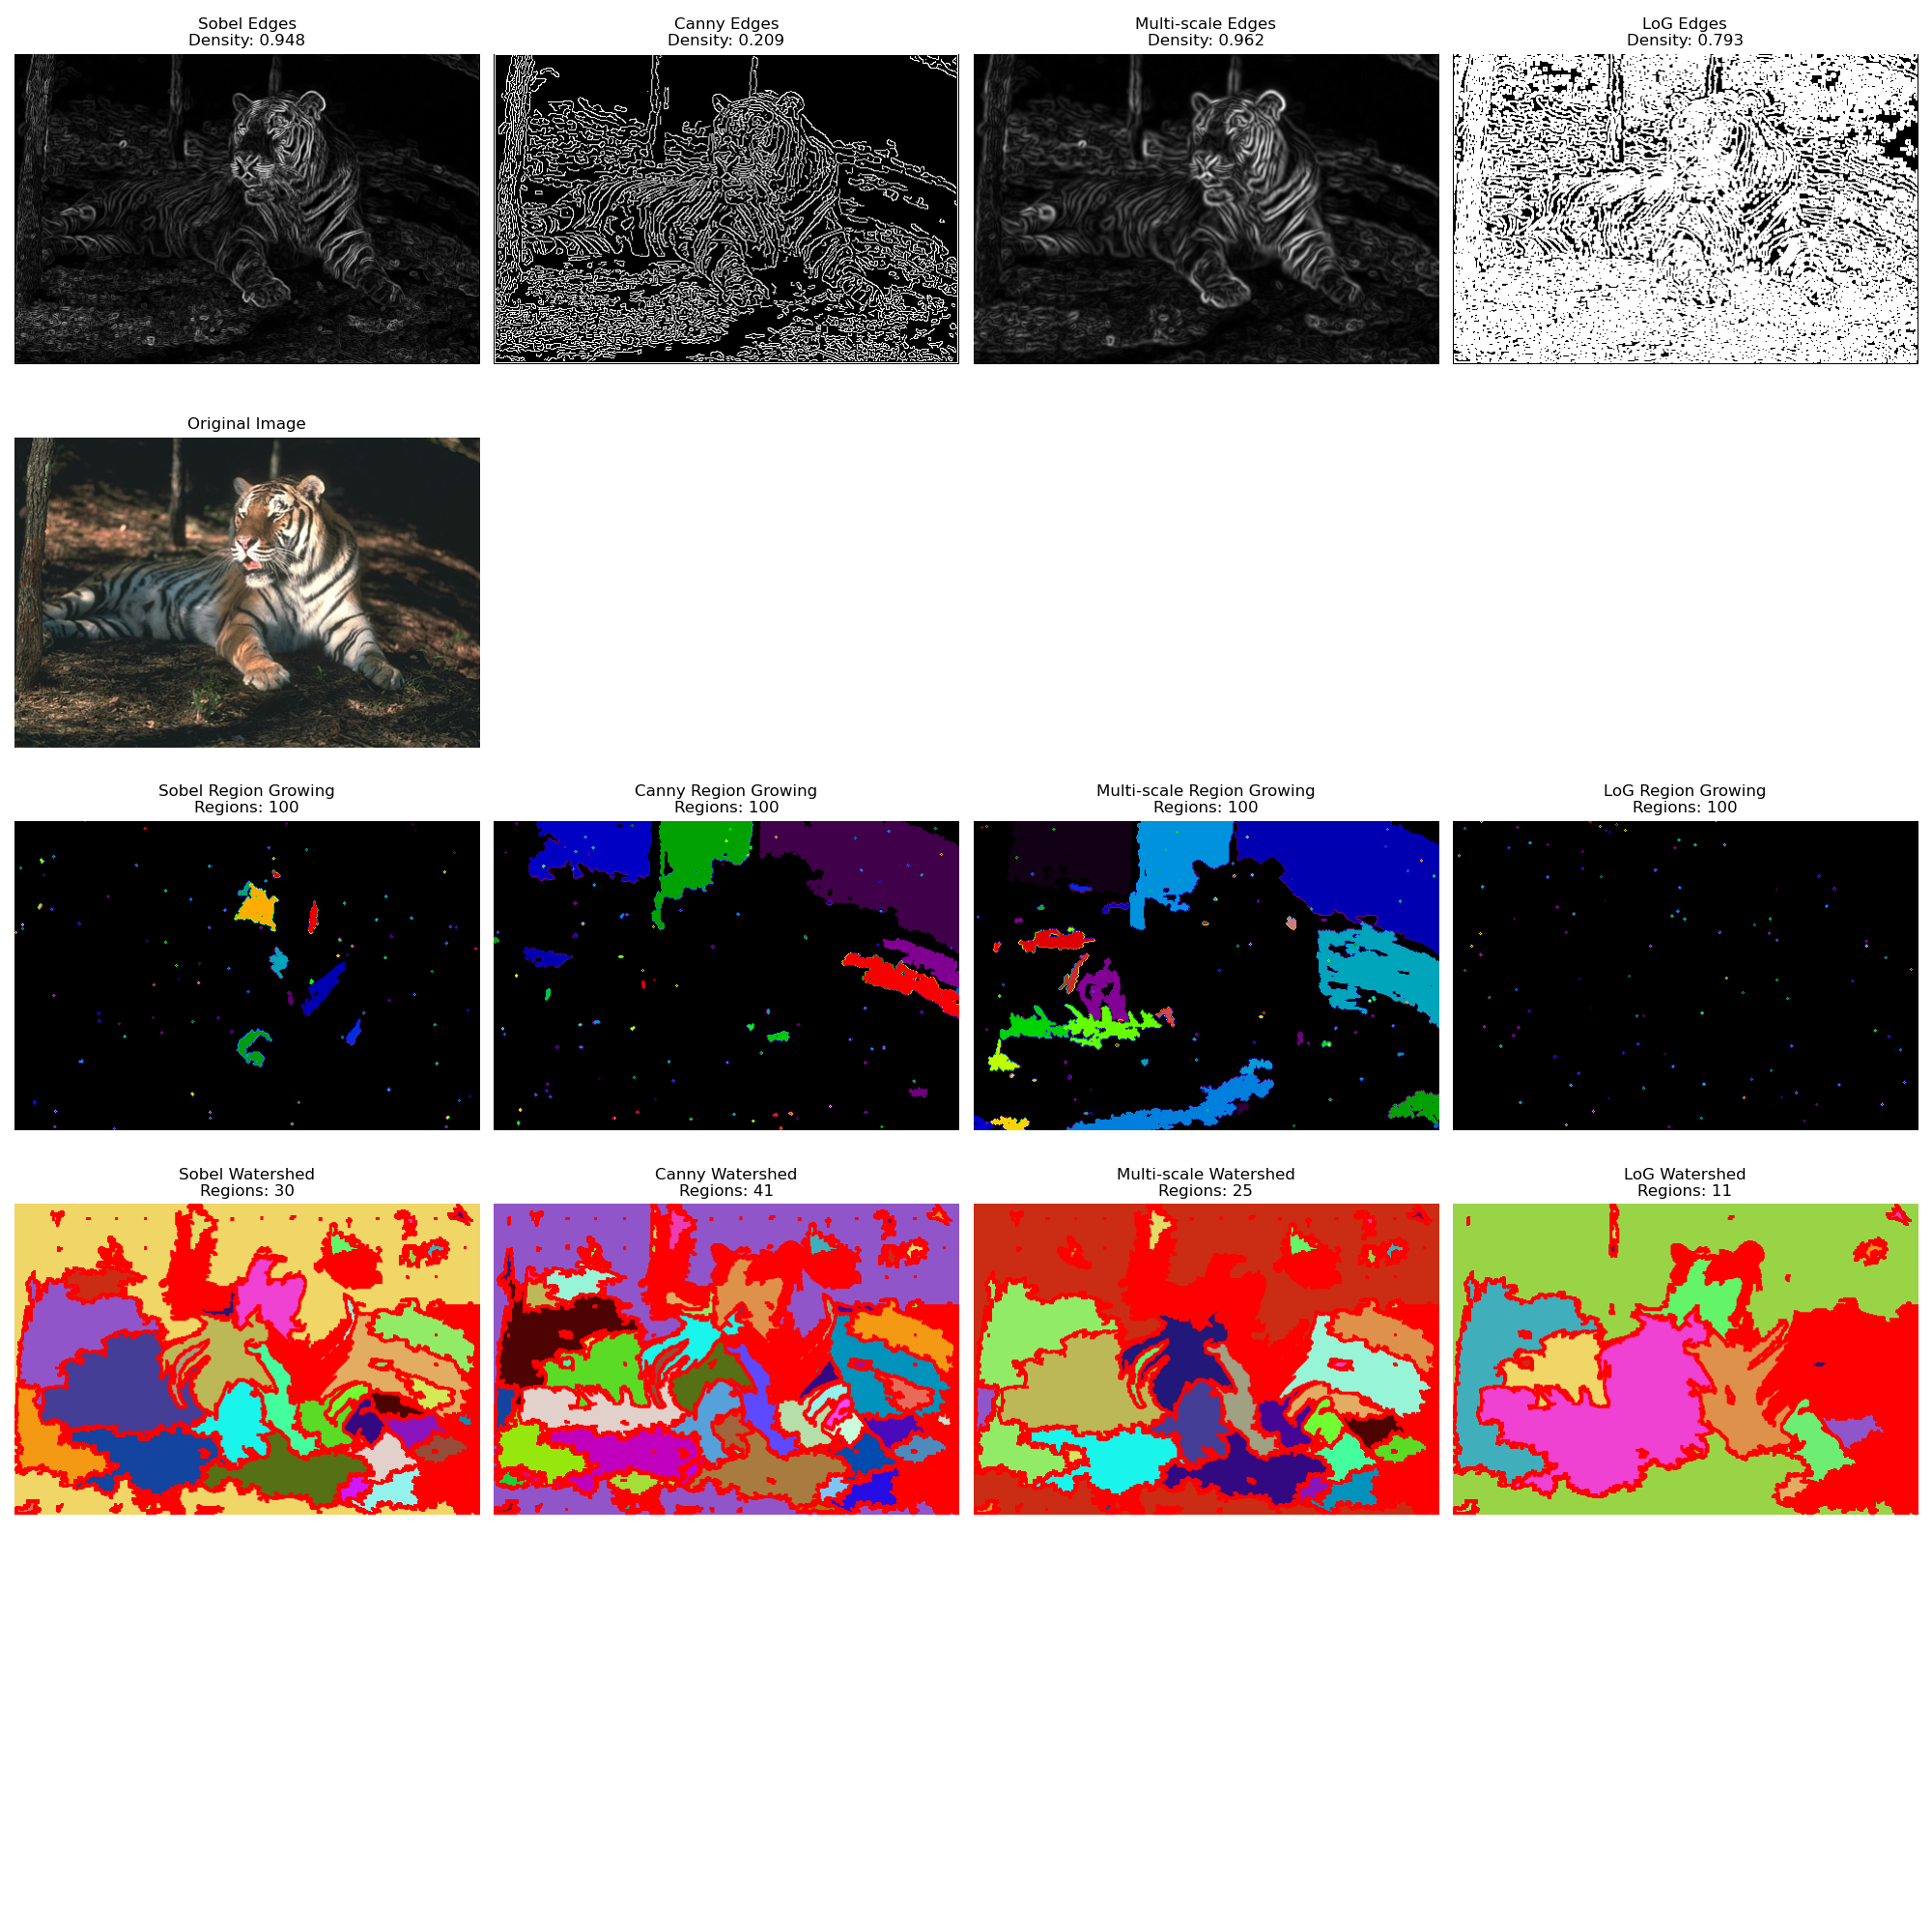 Sobel Edges
Density: 0.948
Canny Edges
Density: 0.209
Multi-scale Edges
Density: 0.962
LoG Edges
Density: 0.793
Original Image
Sobel Region Growing
Regions: 100
Canny Region Growing
Regions: 100
Multi-scale Region Growing
Regions: 100
LoG Region Growing
Regions: 100
Sobel Watershed
Regions: 30
Canny Watershed
Regions: 41
Multi-scale Watershed
Regions: 25
LoG Watershed
Regions: 11